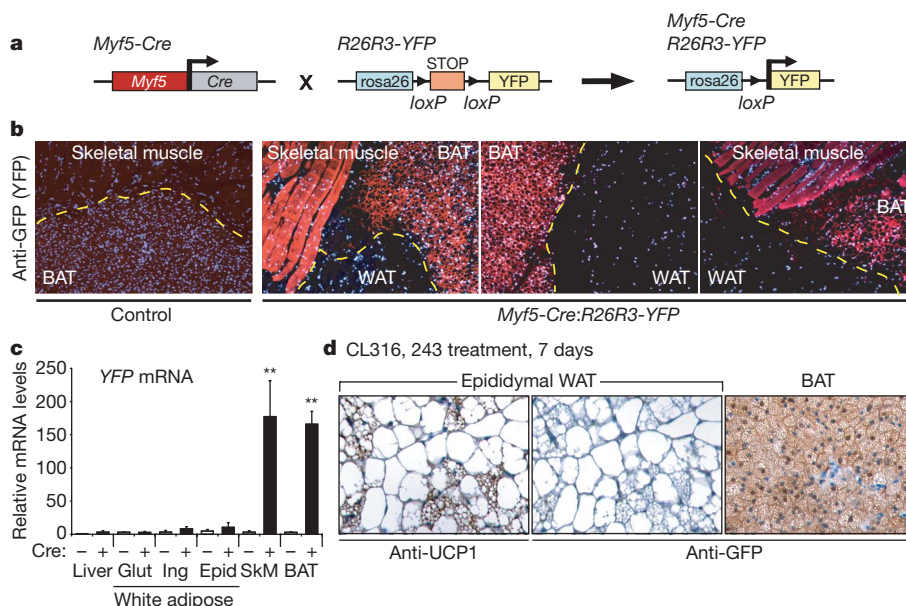 a
Myf5-Cre
R26R3-YFP
Myf5-Cre
R26R3-YFP
STOP
Myf5 Cre X rosa26 YFP rosa26 YFP
loxP loxP loxP
b
Anti-GFP (YFP)
Skeletal muscle
BAT
Skeletal muscle BAT
WAT
BAT
WAT
Skeletal muscle
BAT
WAT
Control
Myf5-Cre:R26R3-YFP
c
YFP mRNA
Relative mRNA levels
250
200
150
100
50
0
**
**
Cre: – + – + – + – + – + – +
Liver Glut Ing Epid SkM BAT
White adipose
d CL316, 243 treatment, 7 days
Epididymal WAT BAT
Anti-UCP1 Anti-GFP